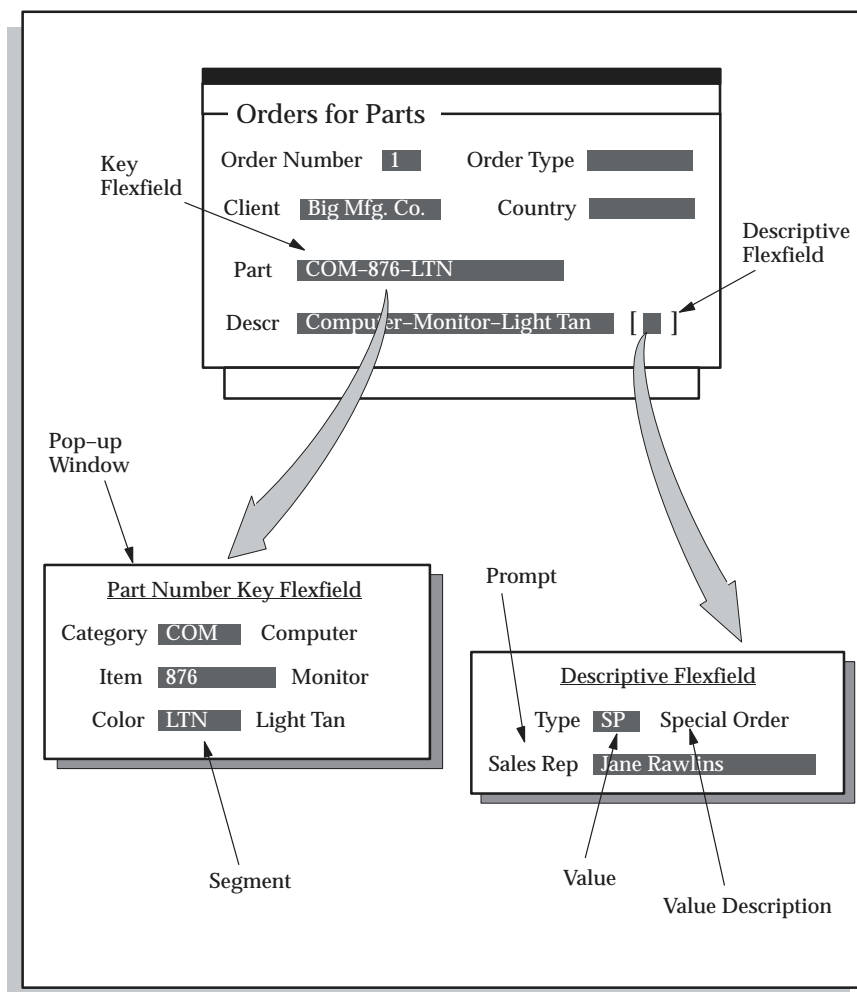 Orders for Parts
Key
Flexfield
Order Number 1 Order Type
Client Big Mfg. Co. Country
Descriptive
Flexfield
Part COM–876–LTN
Descr Computer–Monitor–Light Tan [ ]
Pop–up
Window
Part Number Key Flexfield
Category COM Computer
Item 876 Monitor
Color LTN Light Tan
Prompt
Descriptive Flexfield
Type SP Special Order
Sales Rep Jane Rawlins
Segment
Value
Value Description